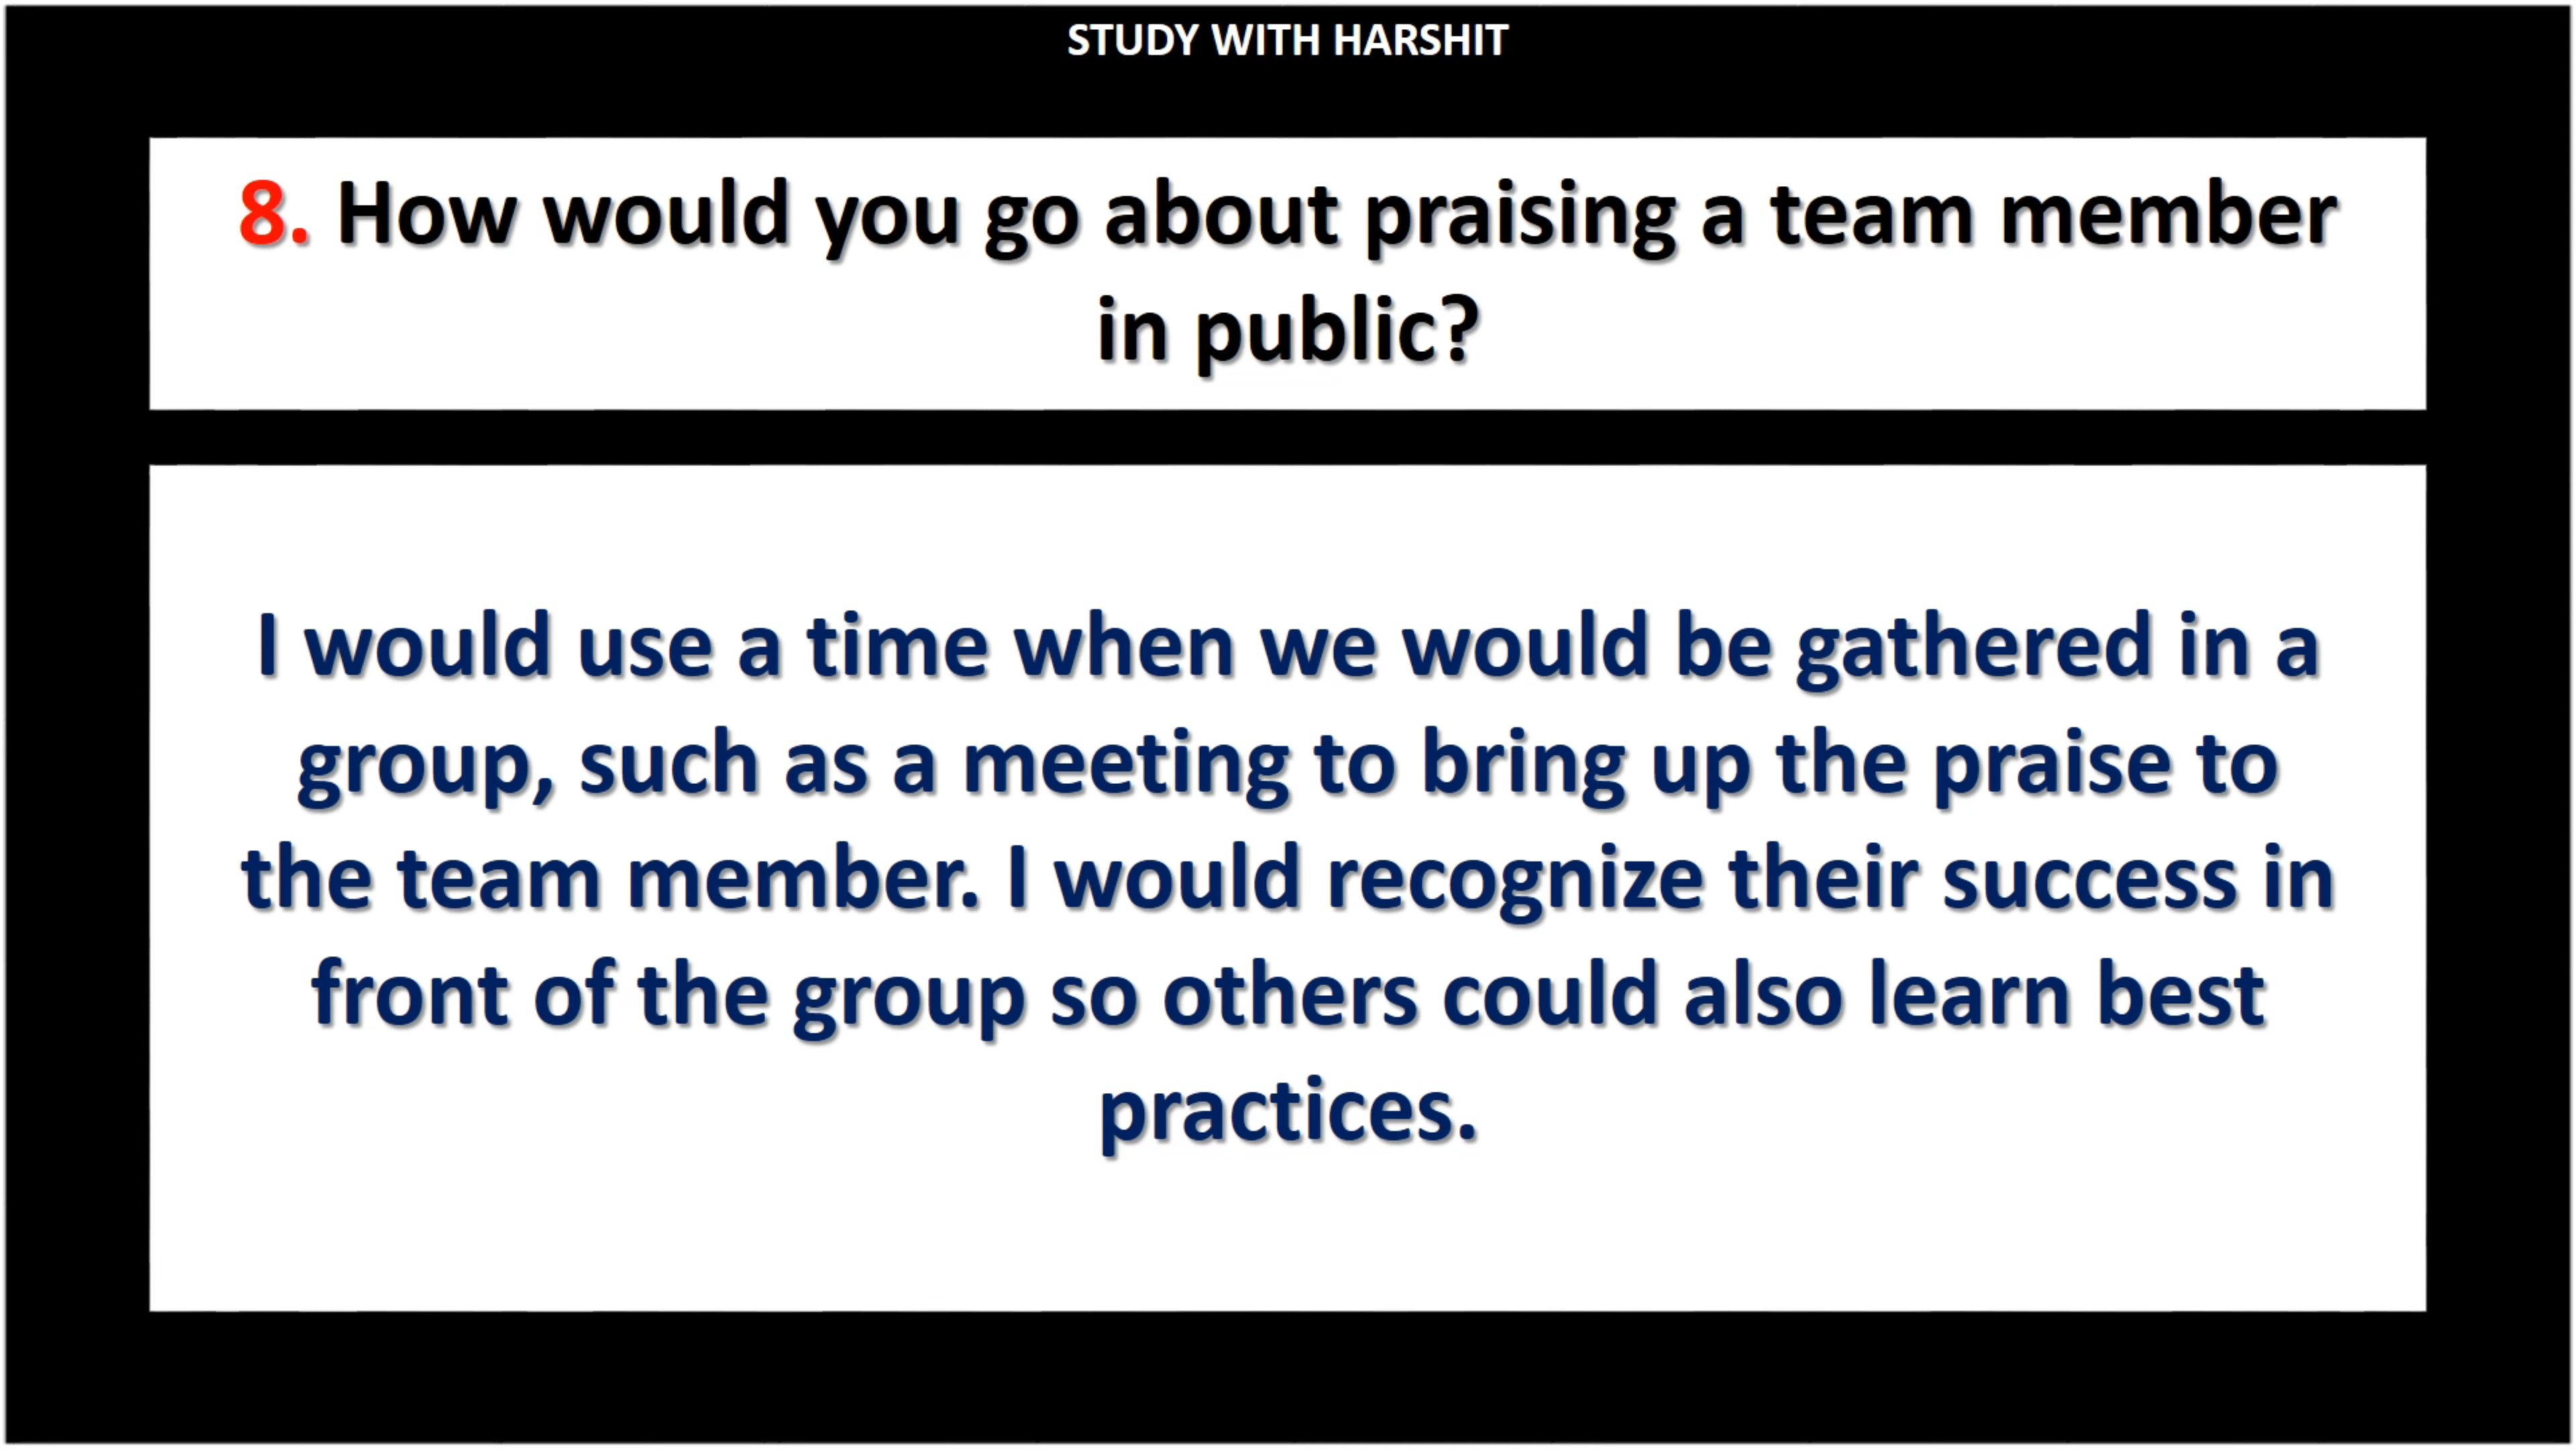 STUDY WITH HARSHIT
8. How would you go about praising a team member
in public?
I would use a time when we would be gathered in a
group, such as a meeting to bring up the praise to
the team member. I would recognize their success in
front of the group so others could also learn best
practices.